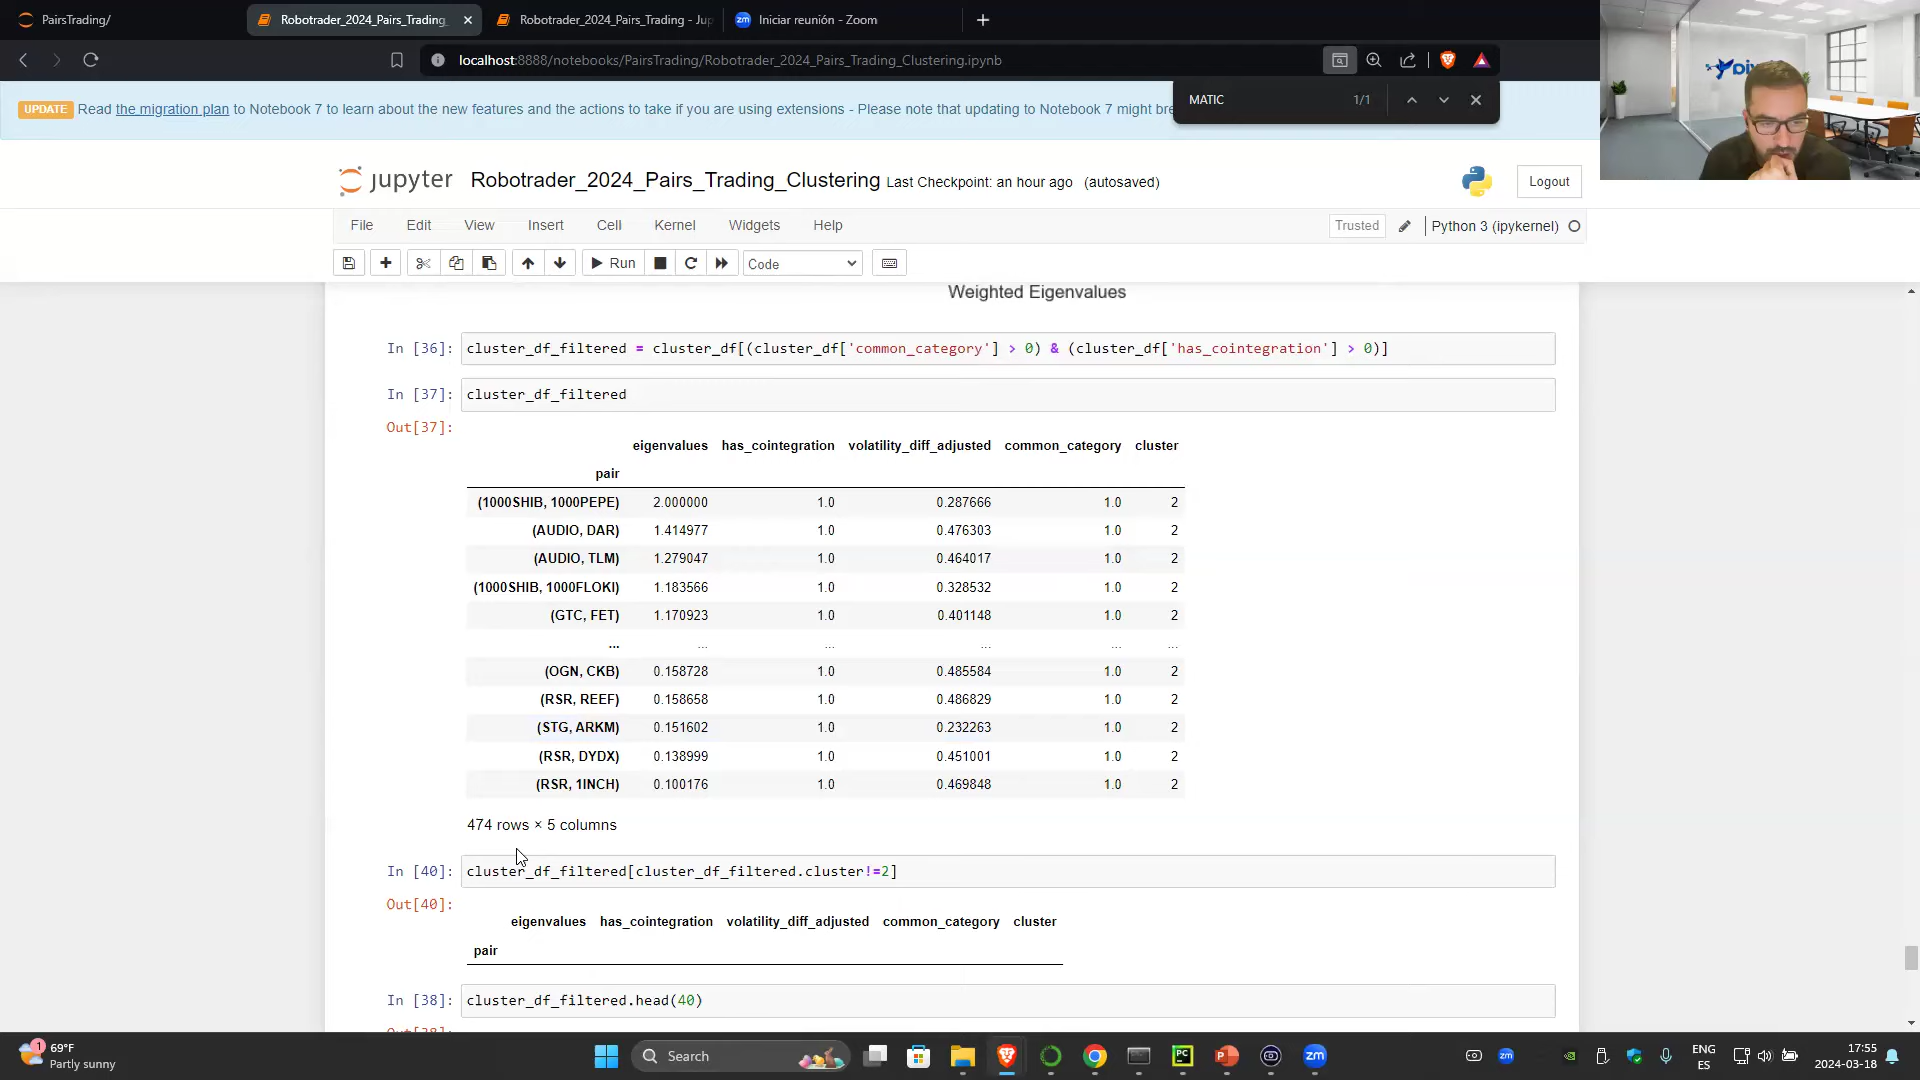 PairsTrading/
Robotrader_2024_Pairs_Trading_
Robotrader_2024_Pairs_Trading - Jup
zm
Iniciar reunión - Zoom
localhost:8888/notebooks/PairsTrading/Robotrader_2024_Pairs_Trading_Clustering.ipynb
MATIC
1/1
UPDATE Read the migration plan to Notebook 7 to learn about the new features and the actions to take if you are using extensions - Please note that updating to Notebook 7 might bre
jupyter Robotrader_2024_Pairs_Trading_Clustering Last Checkpoint: an hour ago (autosaved)
Logout
File Edit View Insert Cell Kernel Widgets Help
Trusted
Python 3 (ipykernel)
Run
Code
Weighted Eigenvalues
In [36]: cluster_df_filtered = cluster_df[(cluster_df['common_category'] > 0) & (cluster_df['has_cointegration'] > 0)]
In [37]: cluster_df_filtered
Out[37]:
eigenvalues has_cointegration volatility_diff_adjusted common_category cluster
pair
(1000SHIB, 1000PEPE) 2.000000 1.0 0.287666 1.0 2
(AUDIO, DAR) 1.414977 1.0 0.476303 1.0 2
(AUDIO, TLM) 1.279047 1.0 0.464017 1.0 2
(1000SHIB, 1000FLOKI) 1.183566 1.0 0.328532 1.0 2
(GTC, FET) 1.170923 1.0 0.401148 1.0 2
... ... ... ... ... ...
(OGN, CKB) 0.158728 1.0 0.485584 1.0 2
(RSR, REEF) 0.158658 1.0 0.486829 1.0 2
(STG, ARKM) 0.151602 1.0 0.232263 1.0 2
(RSR, DYDX) 0.138999 1.0 0.451001 1.0 2
(RSR, 1INCH) 0.100176 1.0 0.469848 1.0 2
474 rows × 5 columns
In [40]: cluster_df_filtered[cluster_df_filtered.cluster!=2]
Out[40]:
eigenvalues has_cointegration volatility_diff_adjusted common_category cluster
pair
In [38]: cluster_df_filtered.head(40)
Out[38]:
1
69°F
Partly sunny
Search
PC
zm
zm
ENG
ES
17:55
2024-03-18